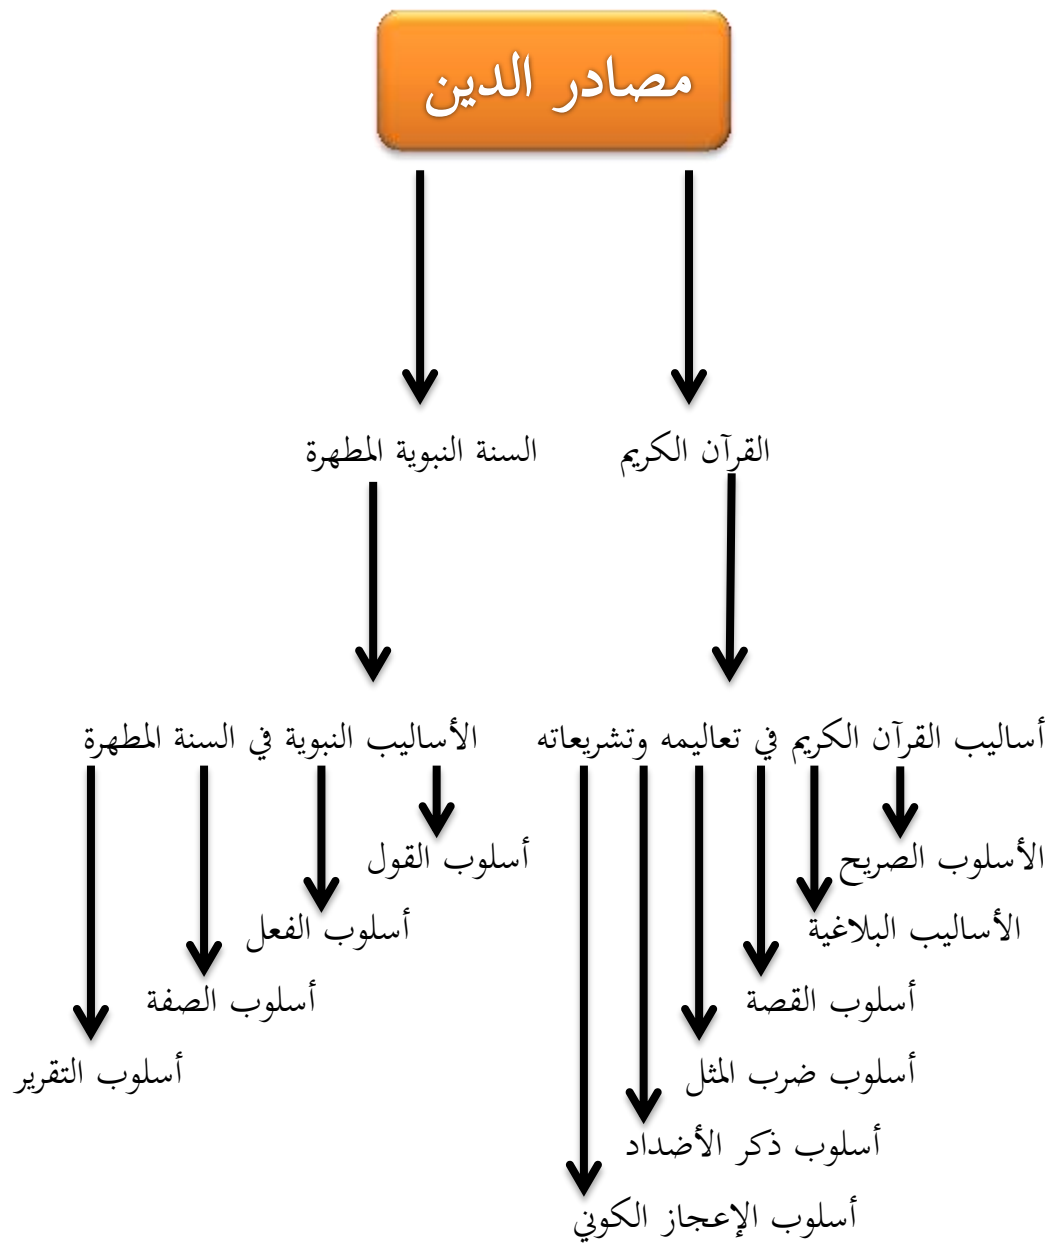 مصادر الدين
القرآن الكريم
السنة النبوية المطهرة
أساليب القرآن الكريم في تعاليمه وتشريعاته
الأساليب النبوية في السنة المطهرة
الأسلوب الصريح
الأساليب البلاغية
أسلوب القصة
أسلوب ضرب المثل
أسلوب ذكر الأضداد
أسلوب الإعجاز الكوني
أسلوب القول
أسلوب الفعل
أسلوب الصفة
أسلوب التقرير